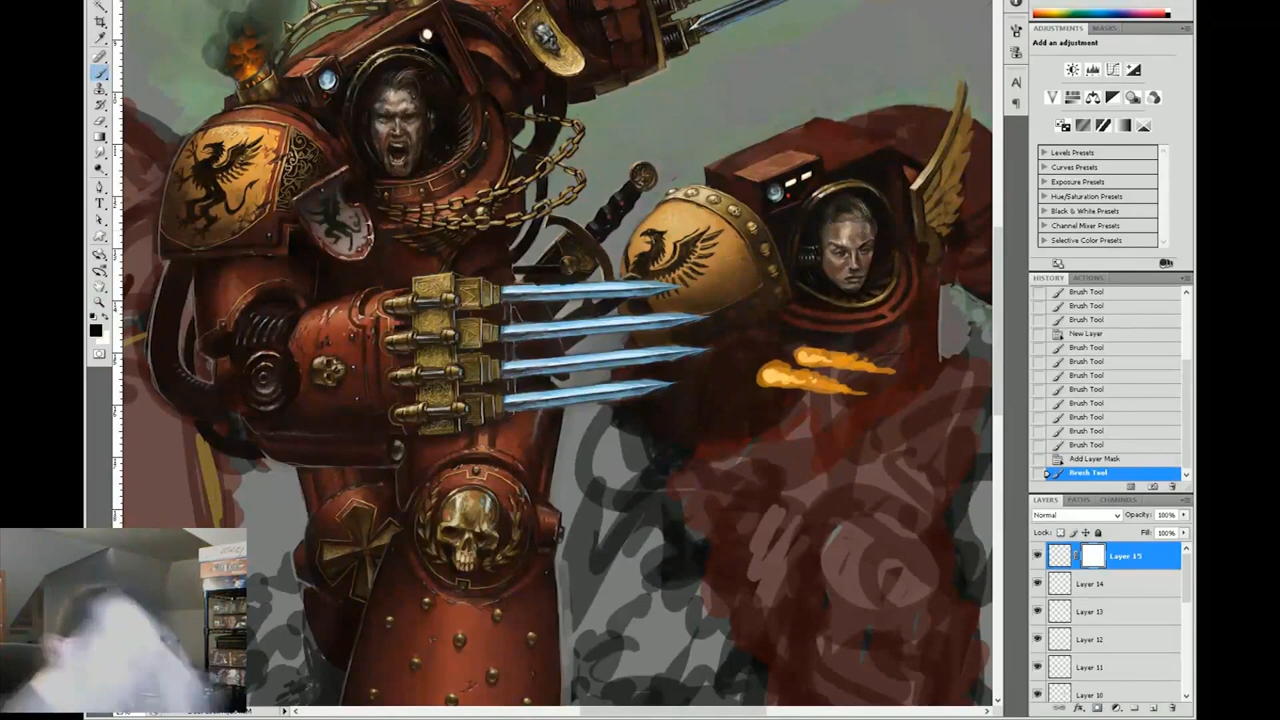 ADJUSTMENTS MASKS
Add an adjustment
Levels Presets
Curves Presets
Exposure Presets
Hue/Saturation Presets
Black & White Presets
Channel Mixer Presets
Selective Color Presets
HISTORY ACTIONS
Brush Tool
Brush Tool
Brush Tool
New Layer
Brush Tool
Brush Tool
Brush Tool
Brush Tool
Brush Tool
Brush Tool
Brush Tool
Brush Tool
Add Layer Mask
Brush Tool
LAYERS PATHS CHANNELS
Normal Opacity: 100%
Lock: Fill: 100%
Layer 15
Layer 14
Layer 13
Layer 12
Layer 11
Layer 10